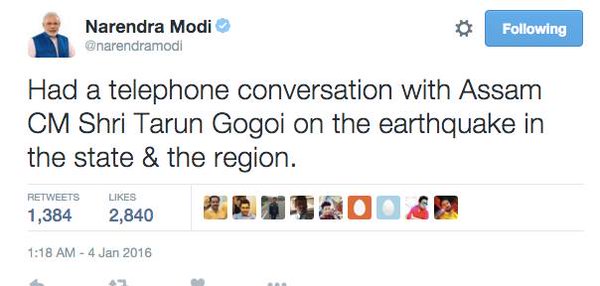 Narendra Modi
@narendramodi
Following
Had a telephone conversation with Assam
CM Shri Tarun Gogoi on the earthquake in
the state & the region.
RETWEETS
LIKES
1,384
2,840
1:18 AM - 4 Jan 2016